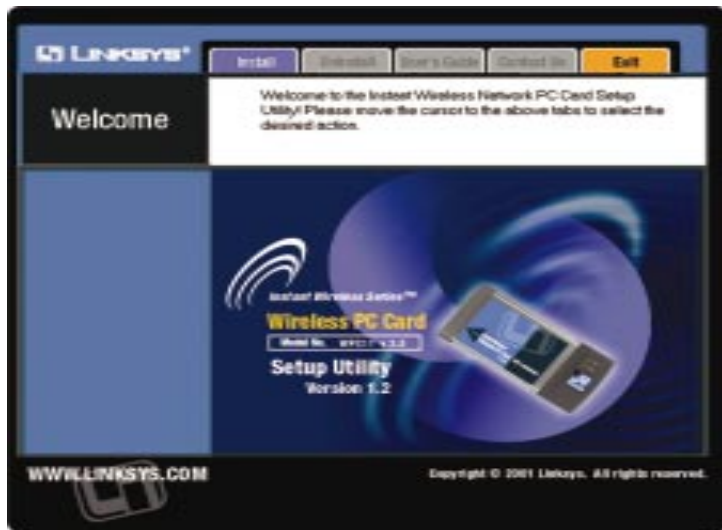 LINKSYS®
Install
Uninstall
User's Guide
Contact Us
Exit
Welcome
Welcome to the Instant Wireless Network PC Card Setup
Utility! Please move the cursor to the above tabs to select the
desired action.
Instant Wireless Series™
Wireless PC Card
Model No.
Setup Utility
Version 1.2
WWW.LINKSYS.COM
Copyright © 2001 Linksys. All rights reserved.